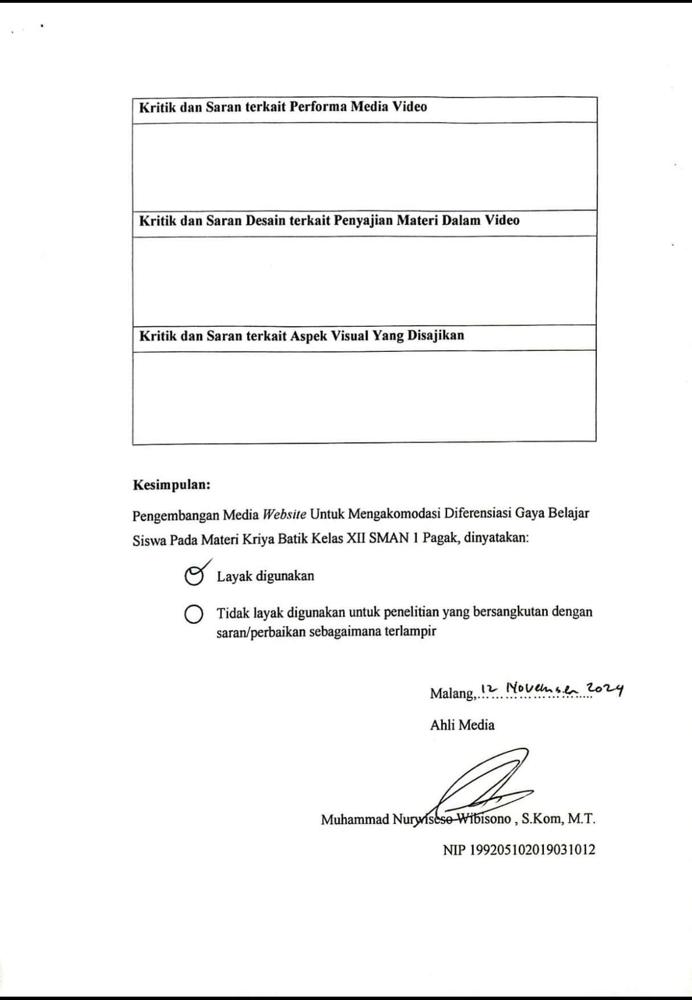 Kritik dan Saran terkait Performa Media Video
Kritik dan Saran Desain terkait Penyajian Materi Dalam Video
Kritik dan Saran terkait Aspek Visual Yang Disajikan
Kesimpulan:
Pengembangan Media Website Untuk Mengakomodasi Diferensiasi Gaya Belajar
Siswa Pada Materi Kriya Batik Kelas XII SMAN 1 Pagak, dinyatakan:
Layak digunakan
Tidak layak digunakan untuk penelitian yang bersangkutan dengan
saran/perbaikan sebagaimana terlampir
Malang, 12 November 2024
Ahli Media
Muhammad Nurwiseso Wibisono , S.Kom, M.T.
NIP 199205102019031012